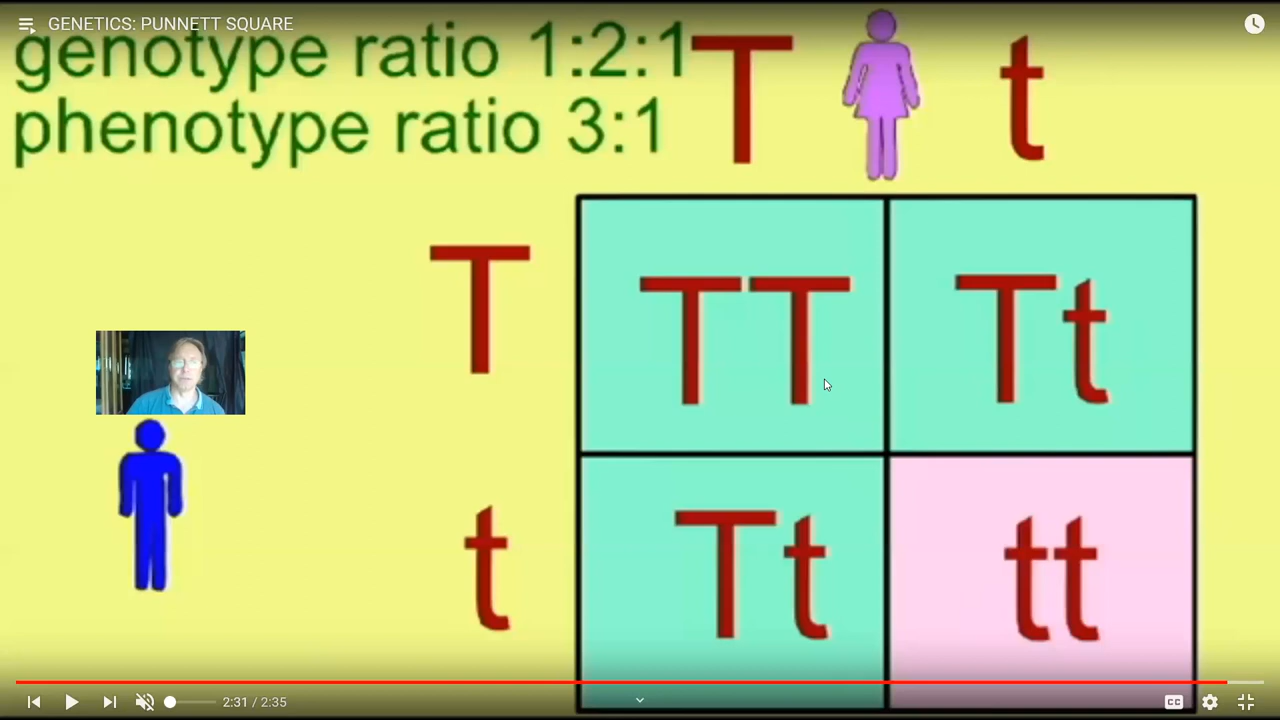 GENETICS: PUNNETT SQUARE
genotype ratio 1:2:1
phenotype ratio 3:1
T t
T TT Tt
t Tt tt
2:31 / 2:35
CC